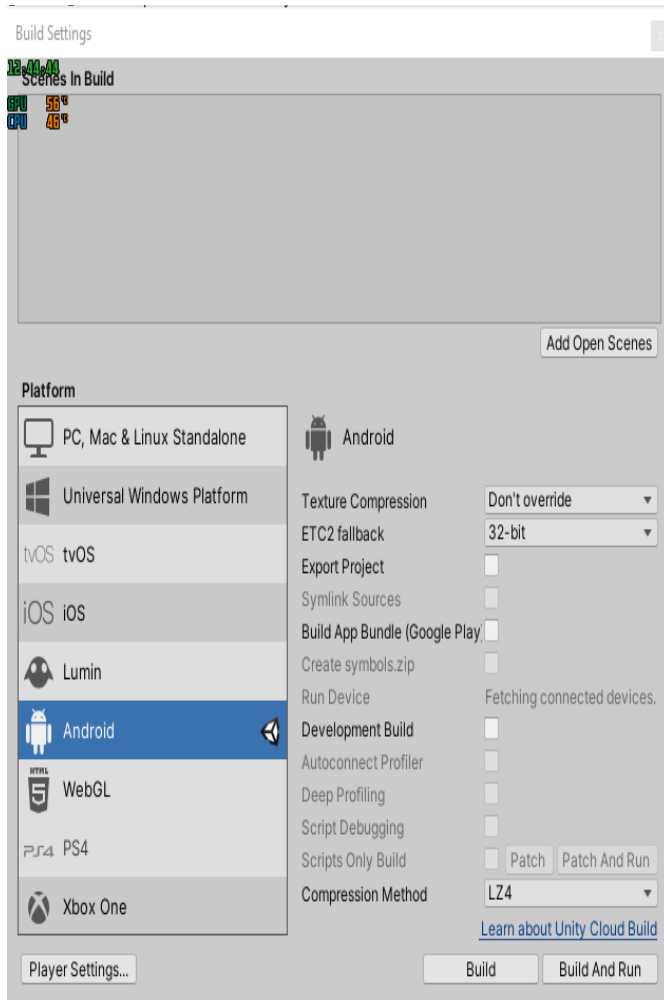 Build Settings
12:44:44
Scenes In Build
GPU 56°C
CPU 46°C
Add Open Scenes
Platform
PC, Mac & Linux Standalone
Universal Windows Platform
tvOS tvOS
iOS iOS
Lumin
Android
HTML 5 WebGL
PS4 PS4
Xbox One
Android
Texture Compression Don't override
ETC2 fallback 32-bit
Export Project
Symlink Sources
Build App Bundle (Google Play)
Create symbols.zip
Run Device Fetching connected devices.
Development Build
Autoconnect Profiler
Deep Profiling
Script Debugging
Scripts Only Build Patch Patch And Run
Compression Method LZ4
Learn about Unity Cloud Build
Player Settings... Build Build And Run